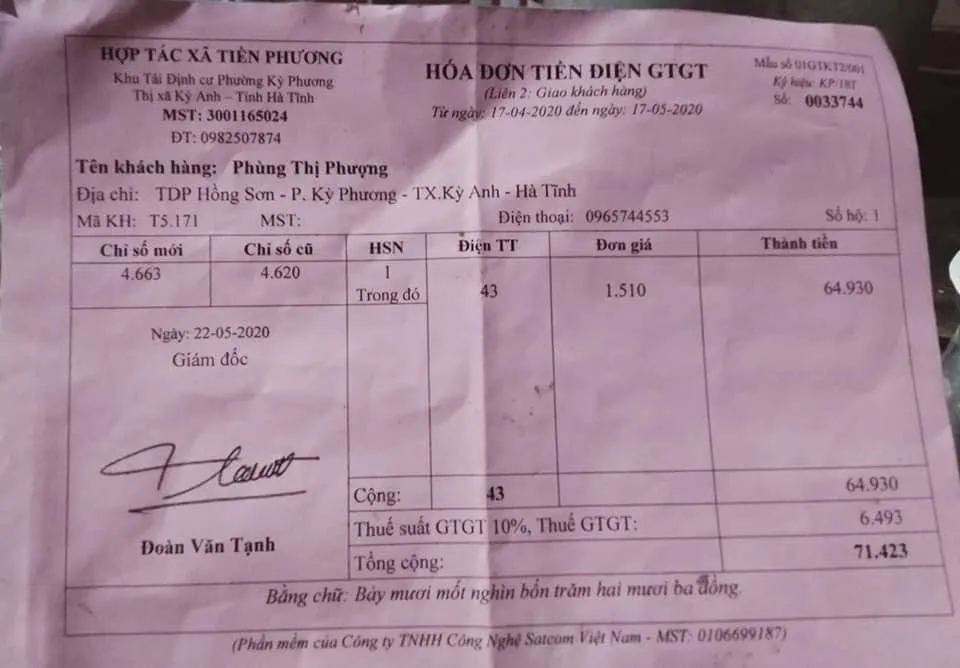 HỢP TÁC XÃ TIẾN PHƯƠNG
Khu Tái Định cư Phường Kỳ Phương
Thị xã Kỳ Anh – Tỉnh Hà Tĩnh
MST: 3001165024
ĐT: 0982507874
HÓA ĐƠN TIỀN ĐIỆN GTGT
(Liên 2: Giao khách hàng)
Từ ngày: 17-04-2020 đến ngày: 17-05-2020
Mẫu số 01GTKT2/001
Ký hiệu: KP/18T
Số: 0033744
Tên khách hàng: Phùng Thị Phượng
Địa chỉ: TDP Hồng Sơn - P. Kỳ Phương - TX.Kỳ Anh - Hà Tĩnh
Mã KH: T5.171 MST: Điện thoại: 0965744553 Số hộ: 1
Chỉ số mới Chỉ số cũ HSN Điện TT Đơn giá Thành tiền
4.663 4.620 1
Trong đó 43 1.510 64.930
Ngày: 22-05-2020
Giám đốc
Đoàn Văn Tạnh
Cộng: 43 64.930
Thuế suất GTGT 10%, Thuế GTGT: 6.493
Tổng cộng: 71.423
Bằng chữ: Bảy mươi mốt nghìn bốn trăm hai mươi ba đồng.
(Phần mềm của Công ty TNHH Công Nghệ Satcom Việt Nam - MST: 0106699187)